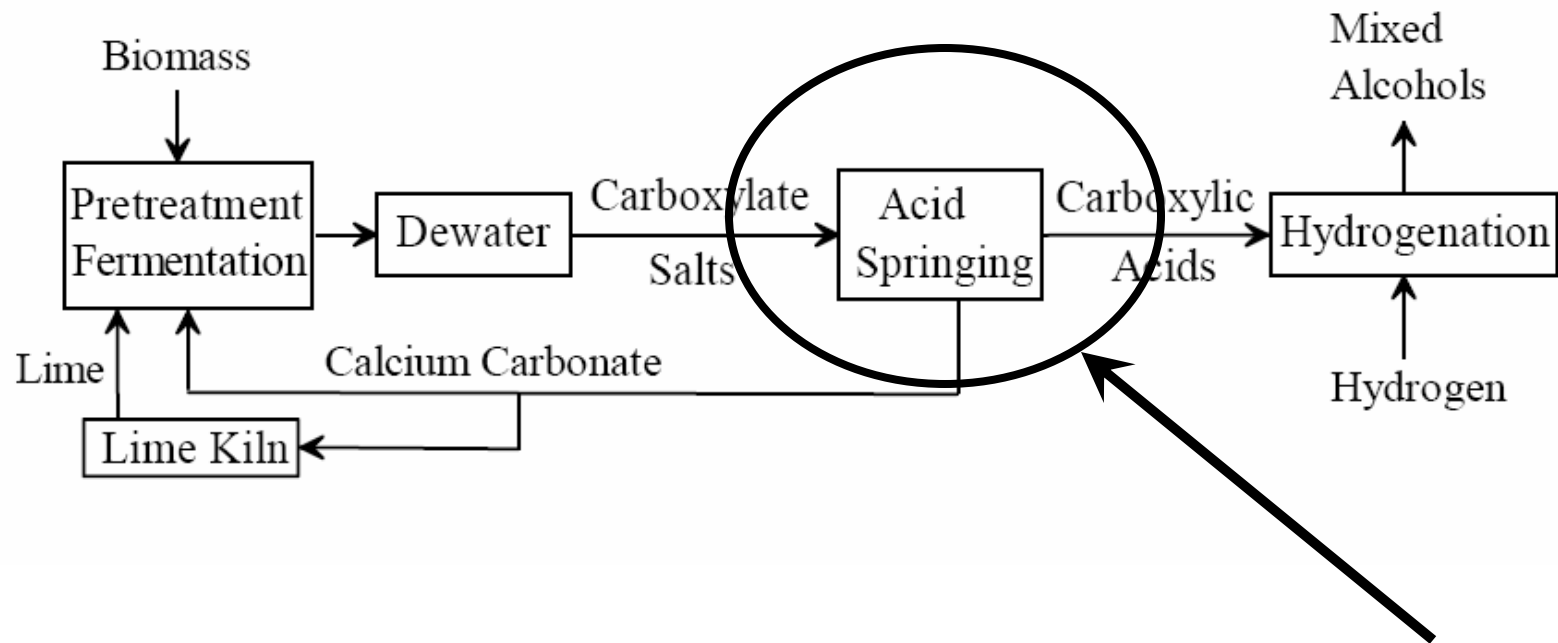 Biomass
Pretreatment
Fermentation
Dewater
Carboxylate
Salts
Acid
Springing
Carboxylic
Acids
Hydrogenation
Mixed
Alcohols
Hydrogen
Calcium Carbonate
Lime
Lime Kiln